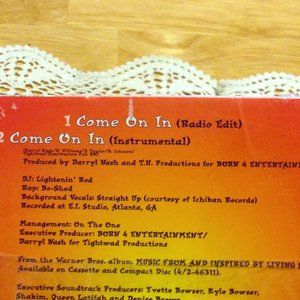 1 Come On In (Radio Edit)
2 Come On In (Instrumental)
Produced by Darryl Nash and T.H. Productions for BORN 4 ENTERTAINME
DJ: Lightenin' Rod
Rap: Bo-Shed
Background Vocals: Straight Up (courtesy of Ichiban Records)
Recorded at E.I. Studio, Atlanta, GA
Management: On The One
Executive Producer: BORN 4 ENTERTAINMENT/
Darryl Nash for Tightwad Productions
From the Warner Bros. album MUSIC FROM AND INSPIRED BY LIVING
Available on Cassette and Compact Disc (4/2-46311).
Executive Soundtrack Producers: Yvette Bowser, Kyle Bowser,
Shakim, Queen Latifah and Denise Brown